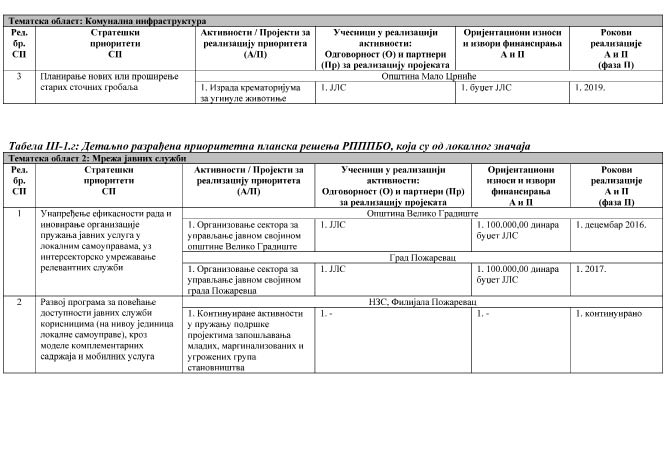 Тематска област: Комунална инфраструктура
Ред. бр. СП | Стратешки приоритети СП | Активности / Пројекти за реализацију приоритета (А/П) | Учесници у реализацији активности: Одговорност (О) и партнери (Пр) за реализацију пројеката | Оријентациони износи и извори финансирања А и П | Рокови реализације А и П (фаза П)
3 | Планирање нових или проширење старих сточних гробаља | Општина Мало Црниће
1. Израда крематоријума за угинуле животиње | 1. ЈЛС | 1. буџет ЈЛС | 1. 2019.
Табела III-1.г: Детаљно разрађена приоритетна планска решења РПППБО, која су од локалног значаја
Тематска област 2: Мрежа јавних служби
Ред. бр. СП | Стратешки приоритети СП | Активности / Пројекти за реализацију приоритета (А/П) | Учесници у реализацији активности: Одговорност (О) и партнери (Пр) за реализацију пројеката | Оријентациони износи и извори финансирања А и П | Рокови реализације А и П (фаза П)
1 | Унапређење ефикасности рада и иновирање организације пружања јавних услуга у локалним самоуправама, уз интерсекторско умрежавање релевантних служби | Општина Велико Градиште
1. Организовање сектора за управљање јавном својином општине Велико Градиште | 1. ЈЛС | 1. 100.000,00 динара буџет ЈЛС | 1. децембар 2016.
Град Пожаревац
1. Организовање сектора за управљање јавном својином града Пожаревца | 1. ЈЛС | 1. 100.000,00 динара буџет ЈЛС | 1. 2017.
2 | Развој програма за повећање доступности јавних служби корисницима (на нивоу јединица локалне самоуправе), кроз моделе комплементарних садржаја и мобилних услуга | НЗС, Филијала Пожаревац
1. Континуиране активности у пружању подршке пројектима запошљавања младих, маргинализованих и угрожених група становништва | 1. - | 1. - | 1. континуирано